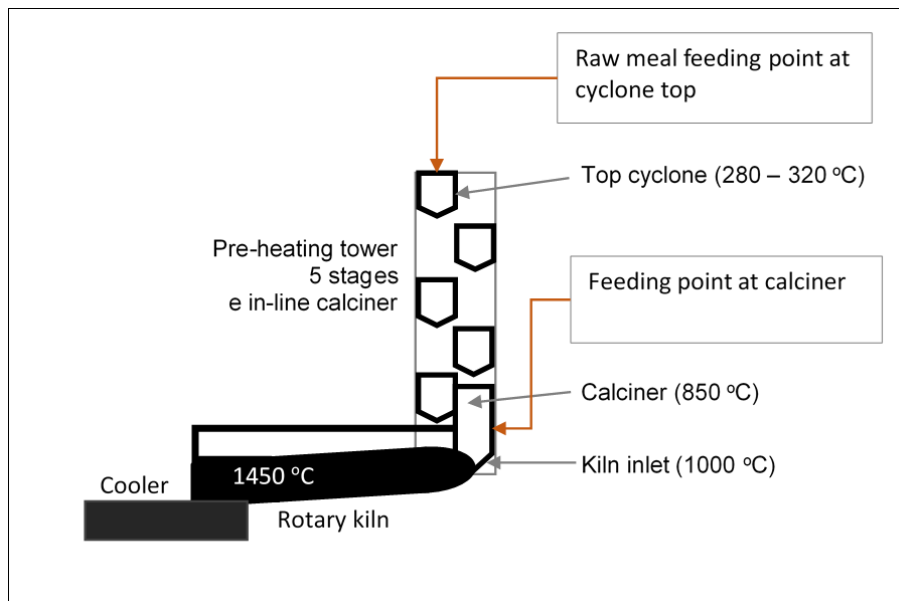 Raw meal feeding point at
cyclone top
Top cyclone (280 – 320 ºC)
Pre-heating tower
5 stages
e in-line calciner
Feeding point at calciner
Calciner (850 ºC)
Kiln inlet (1000 ºC)
1450 ºC
Cooler
Rotary kiln